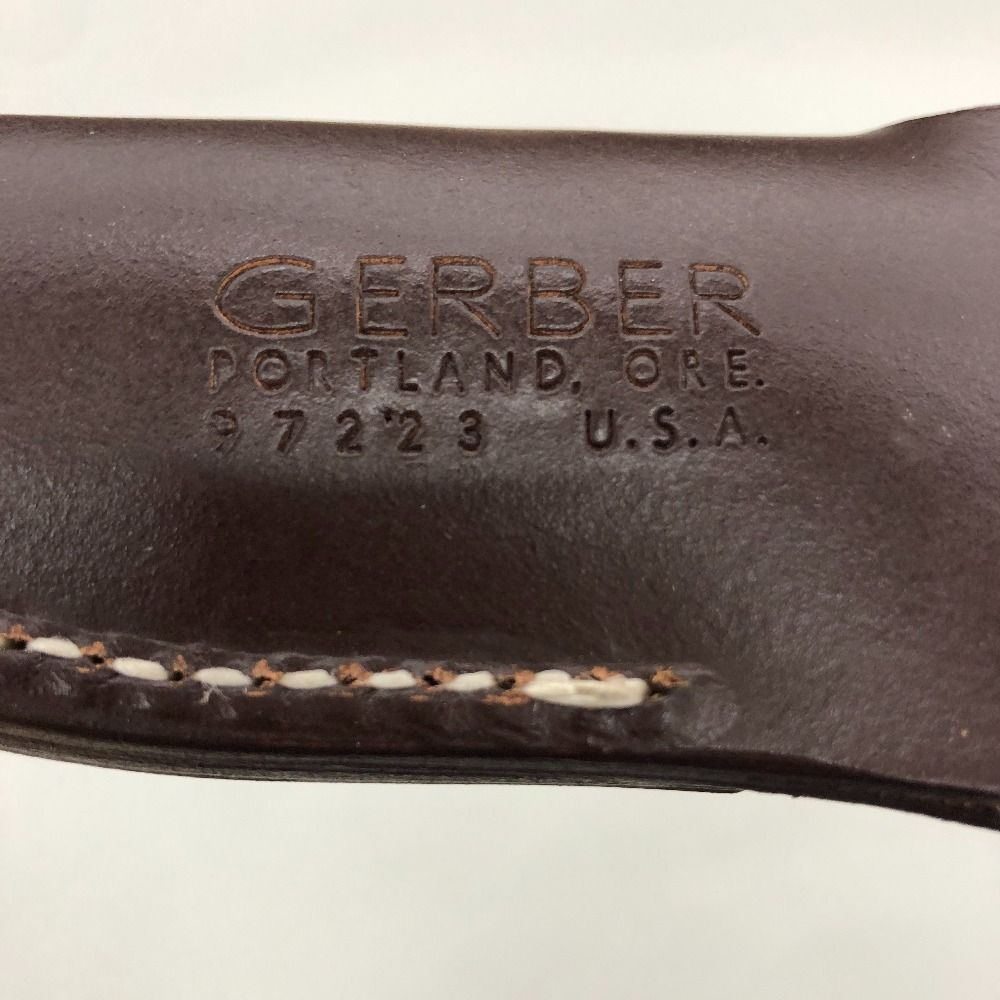 GERBER
PORTLAND, ORE.
97223 U.S.A.